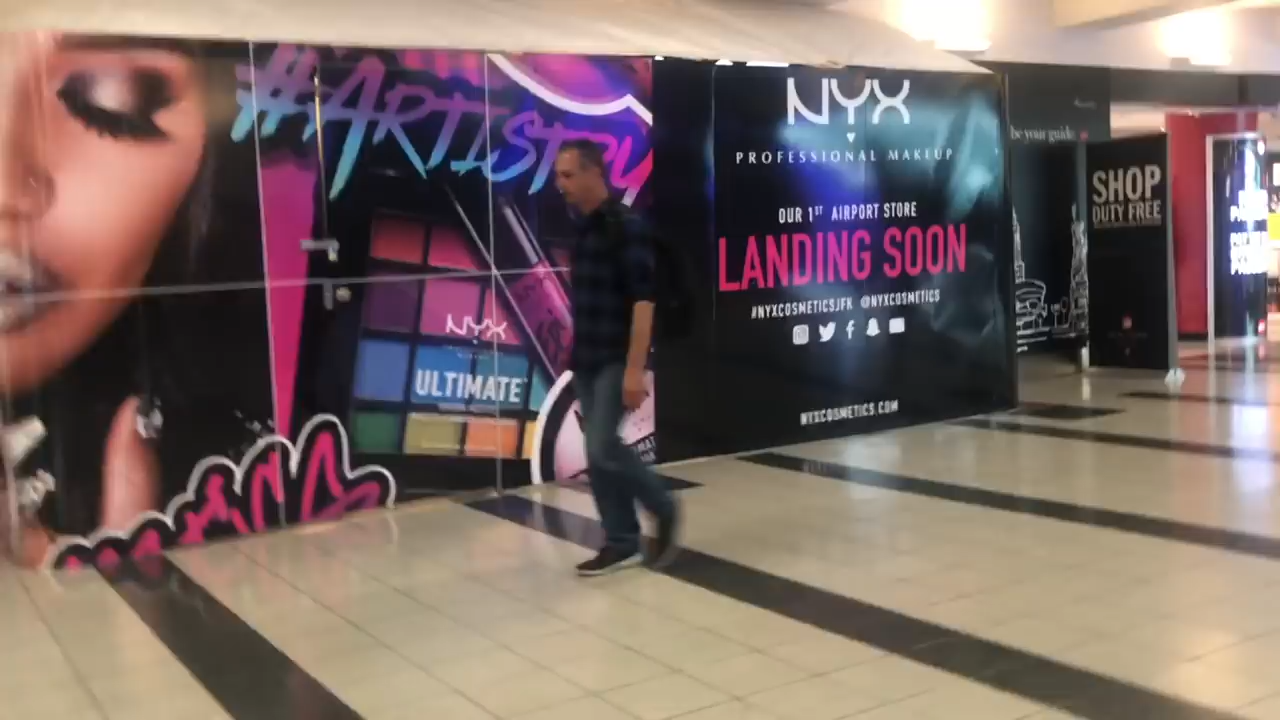 #ARTISTRY
NYX
ULTIMATE
NYX
PROFESSIONAL MAKEUP
OUR 1ST AIRPORT STORE
LANDING SOON
#NYXCOSMETICSJFK @NYXCOSMETICS
NYXCOSMETICS.COM
be your guide
SHOP
DUTY FREE